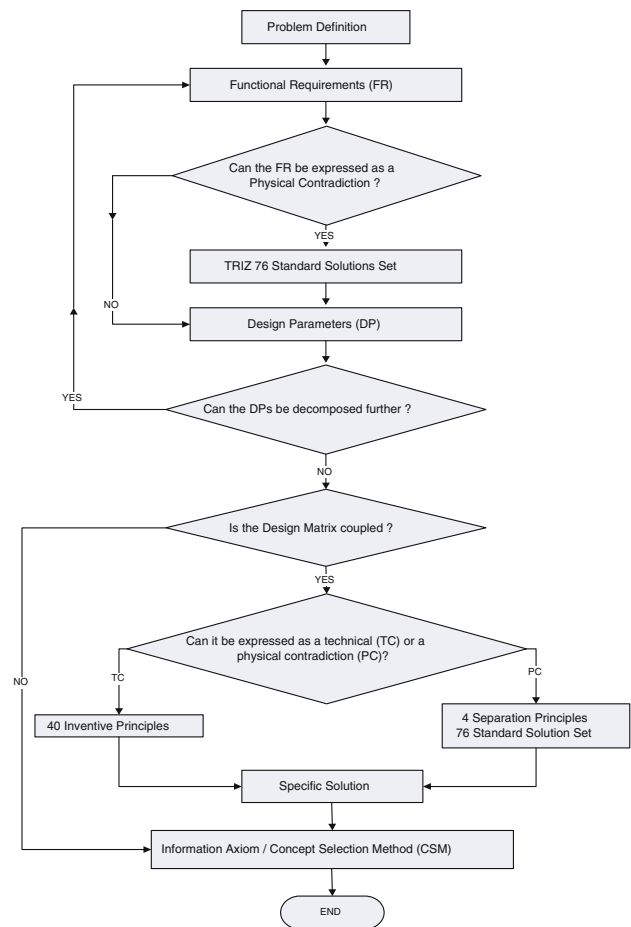 Problem Definition
Functional Requirements (FR)
Can the FR be expressed as a
Physical Contradiction ?
YES
TRIZ 76 Standard Solutions Set
NO
Design Parameters (DP)
YES
Can the DPs be decomposed further ?
NO
Is the Design Matrix coupled ?
YES
Can it be expressed as a technical (TC) or a
physical contradiction (PC)?
NO
TC
PC
40 Inventive Principles
4 Separation Principles
76 Standard Solution Set
Specific Solution
Information Axiom / Concept Selection Method (CSM)
END